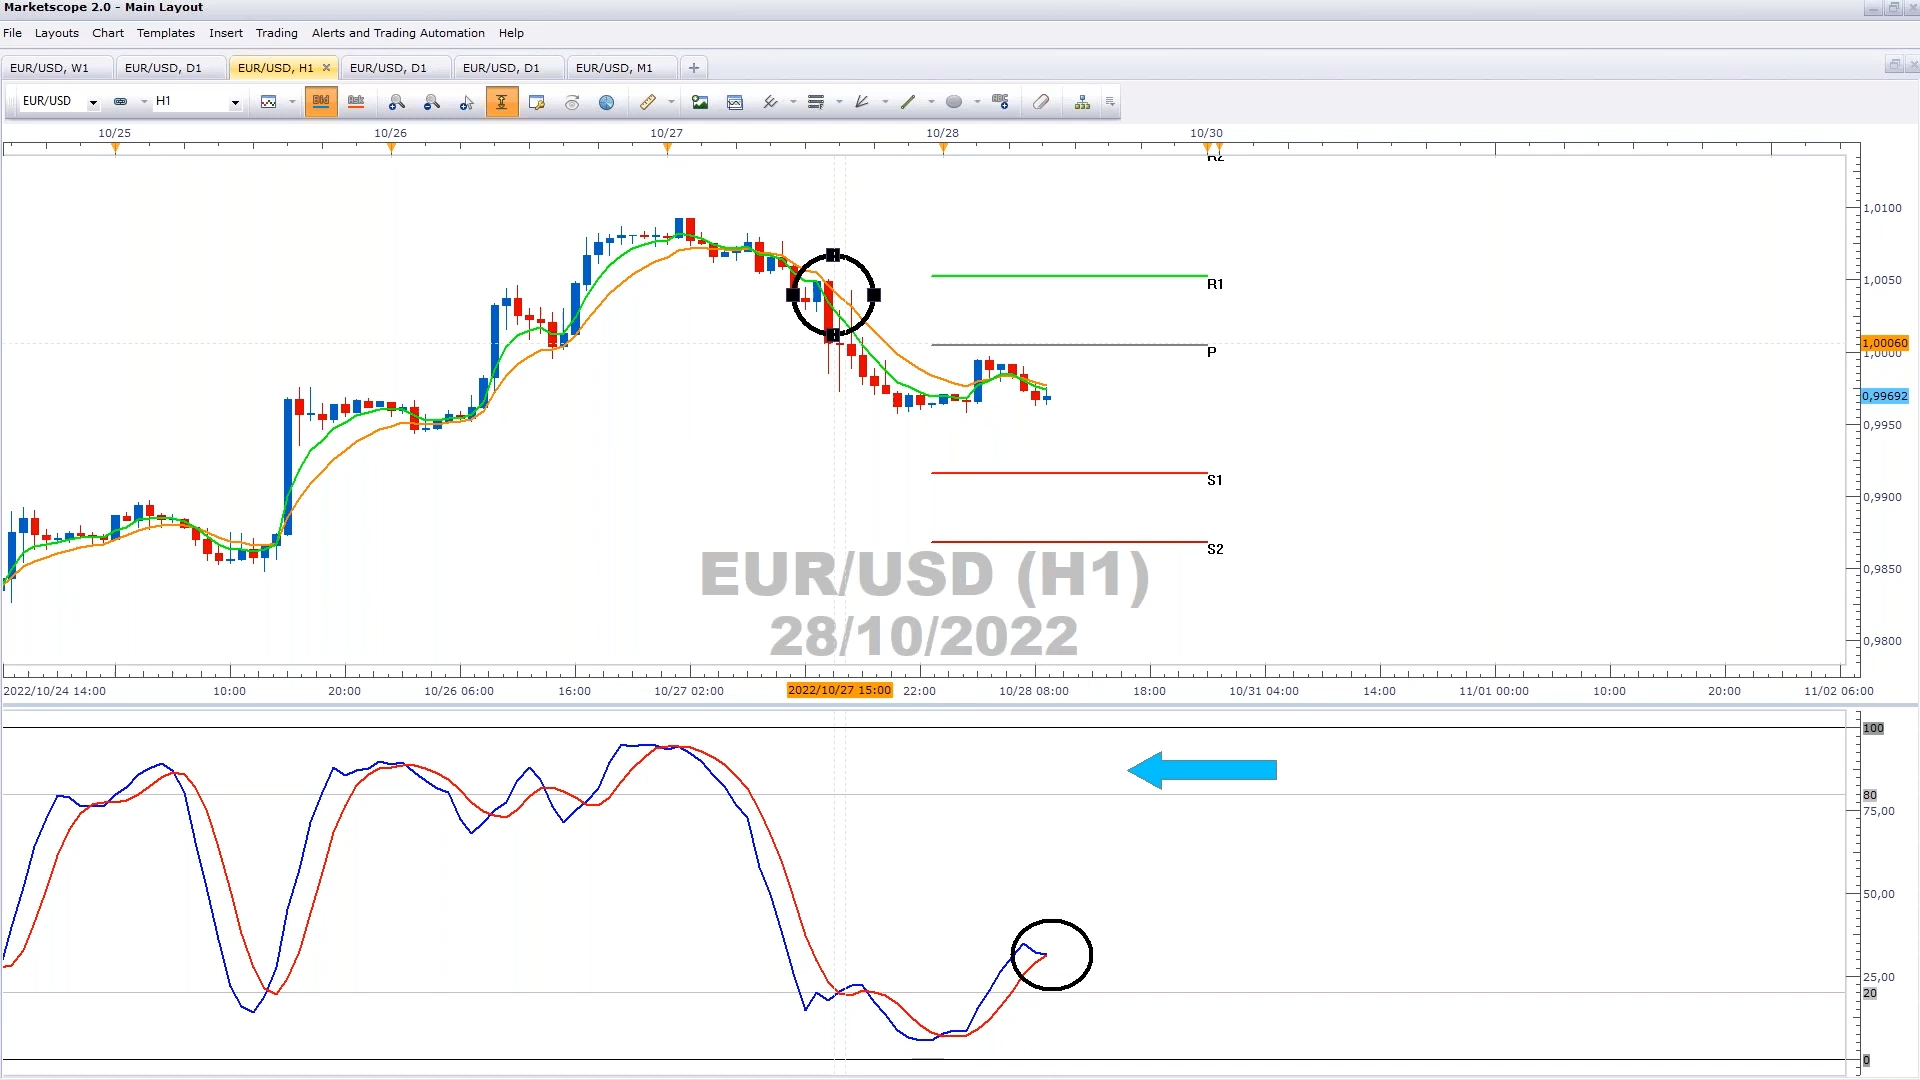 Marketscope 2.0 - Main Layout
File Layouts Chart Templates Insert Trading Alerts and Trading Automation Help
EUR/USD, W1 EUR/USD, D1 EUR/USD, H1 EUR/USD, D1 EUR/USD, D1 EUR/USD, M1
EUR/USD H1 Bid Ask ABC
10/25 10/26 10/27 10/28 10/30
R2
1,0100
1,0050
R1
1,00060
P
1,0000
0,99692
0,9950
S1
0,9900
S2
0,9850
EUR/USD (H1)
28/10/2022
0,9800
2022/10/24 14:00 10:00 20:00 10/26 06:00 16:00 10/27 02:00 2022/10/27 15:00 22:00 10/28 08:00 18:00 10/31 04:00 14:00 11/01 00:00 10:00 20:00 11/02 06:00
100
80
75,00
50,00
25,00
20
0